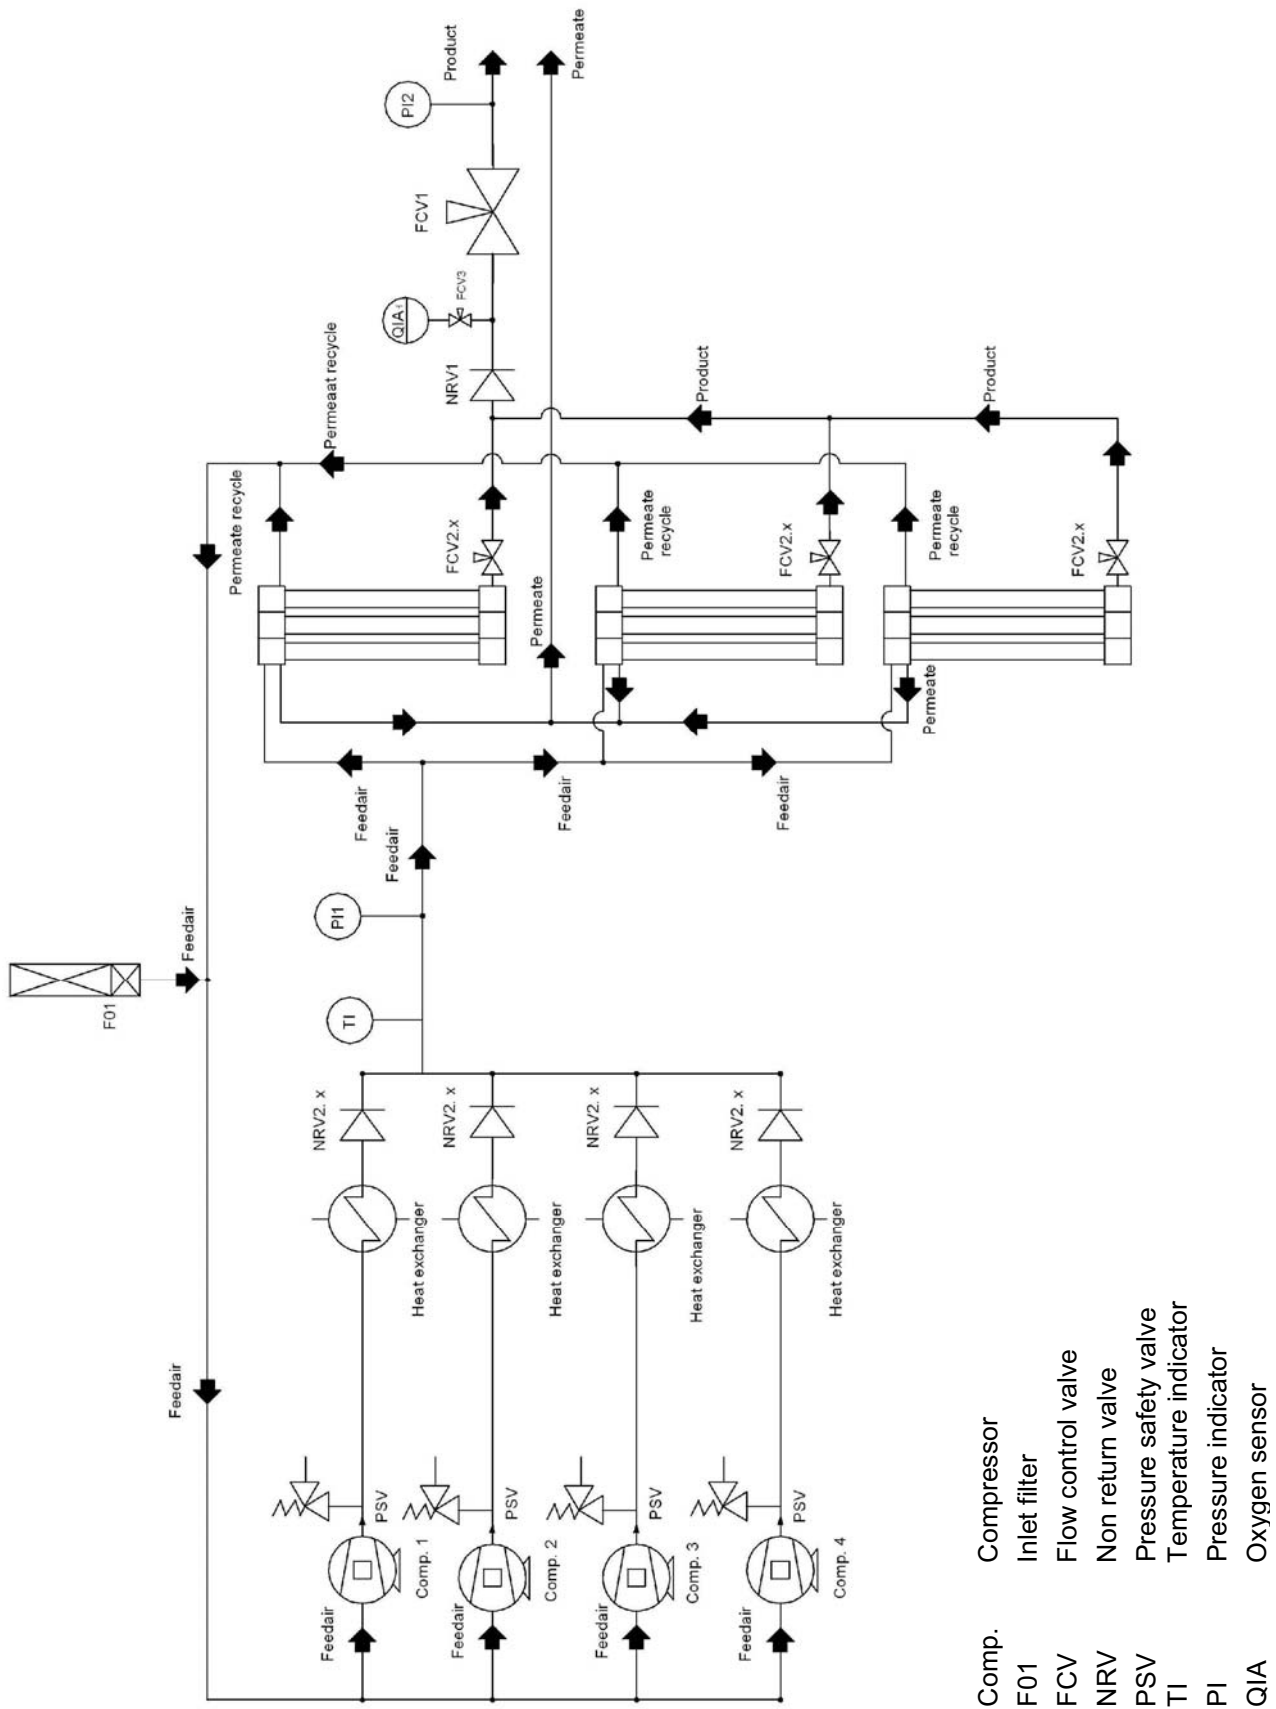 F01
Feedair
Feedair
Permeate recycle
Permeaat recycle
Feedair
PSV
Comp. 1
Heat exchanger
NRV2. x
TI
PI1
Feedair
Feedair
QIA1
FCV3
FCV1
PI2
NRV1
FCV2.x
Product
Feedair
PSV
Comp. 2
Heat exchanger
NRV2. x
Feedair
Permeate
Permeate
Feedair
PSV
Comp. 3
Heat exchanger
NRV2. x
Permeate
recycle
Product
Feedair
FCV2.x
Feedair
PSV
Comp. 4
Heat exchanger
NRV2. x
Permeate
Permeate
recycle
Product
FCV2.x
Comp. Compressor
F01 Inlet filter
FCV Flow control valve
NRV Non return valve
PSV Pressure safety valve
TI Temperature indicator
PI Pressure indicator
QIA Oxygen sensor